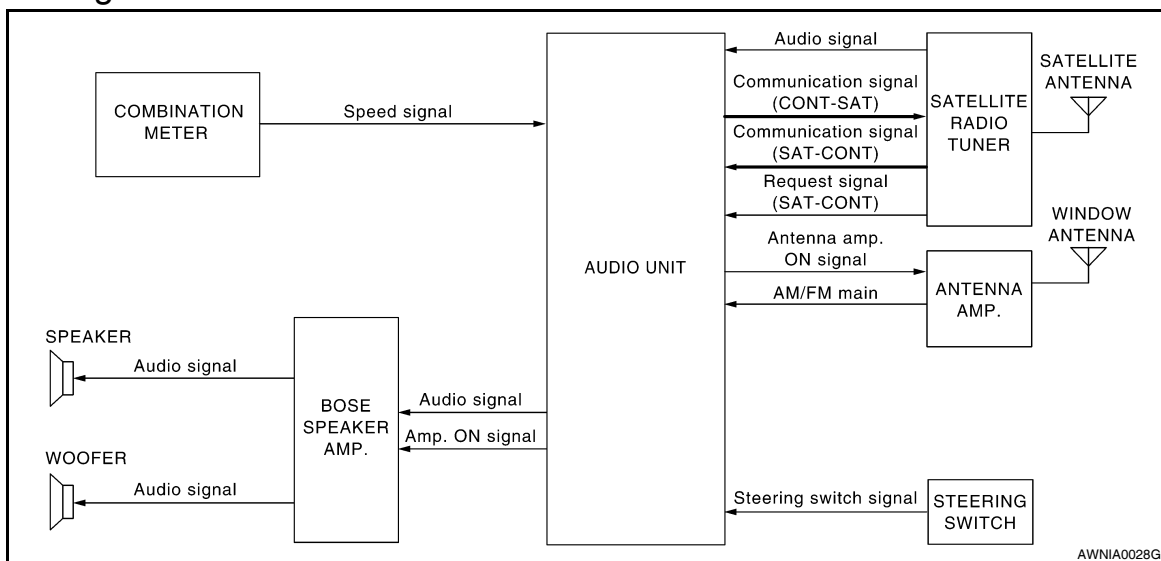 COMBINATION
METER
Speed signal
AUDIO UNIT
Audio signal
Communication signal
(CONT-SAT)
Communication signal
(SAT-CONT)
Request signal
(SAT-CONT)
SATELLITE
RADIO
TUNER
SATELLITE
ANTENNA
Antenna amp.
ON signal
AM/FM main
ANTENNA
AMP.
WINDOW
ANTENNA
SPEAKER
Audio signal
WOOFER
Audio signal
BOSE
SPEAKER
AMP.
Audio signal
Amp. ON signal
Steering switch signal
STEERING
SWITCH
AWNIA0028G